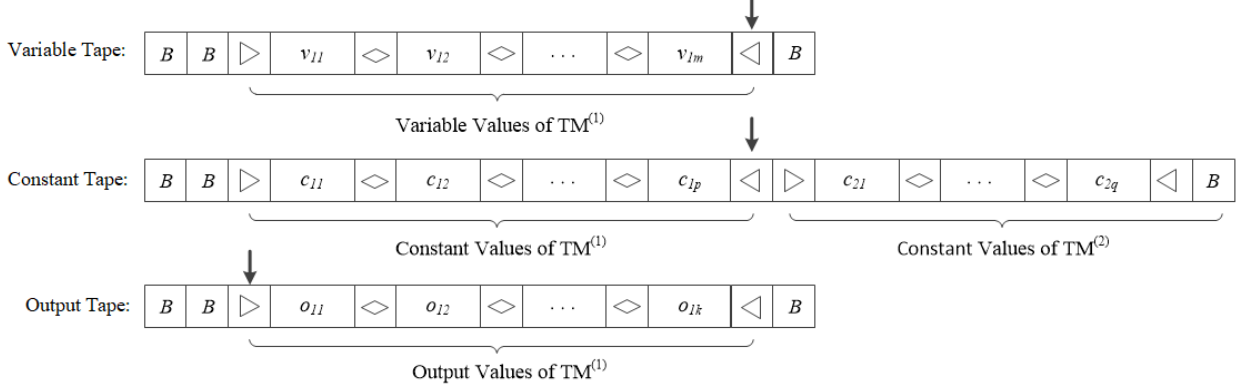 Variable Tape: B B ▷ v₁₁ <> v₁₂ <> . . . <> v₁ₘ ◁ B
Variable Values of TM⁽¹⁾
Constant Tape: B B ▷ c₁₁ <> c₁₂ <> . . . <> c₁ₚ ◁ ▷ c₂₁ <> . . . <> c₂q ◁ B
Constant Values of TM⁽¹⁾ Constant Values of TM⁽²⁾
Output Tape: B B ▷ o₁₁ <> o₁₂ <> . . . <> o₁ₖ ◁ B
Output Values of TM⁽¹⁾